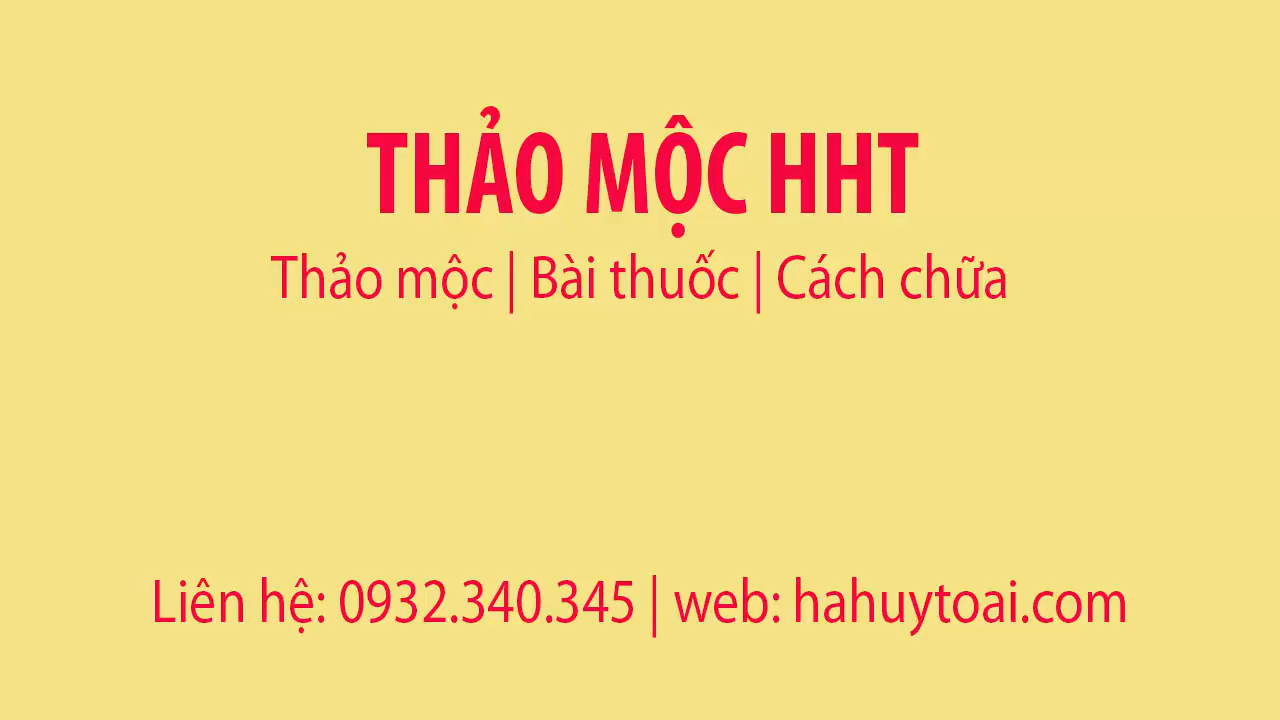 THẢO MỘC HHT
Thảo mộc | Bài thuốc | Cách chữa
Liên hệ: 0932.340.345 | web: hahuytoai.com